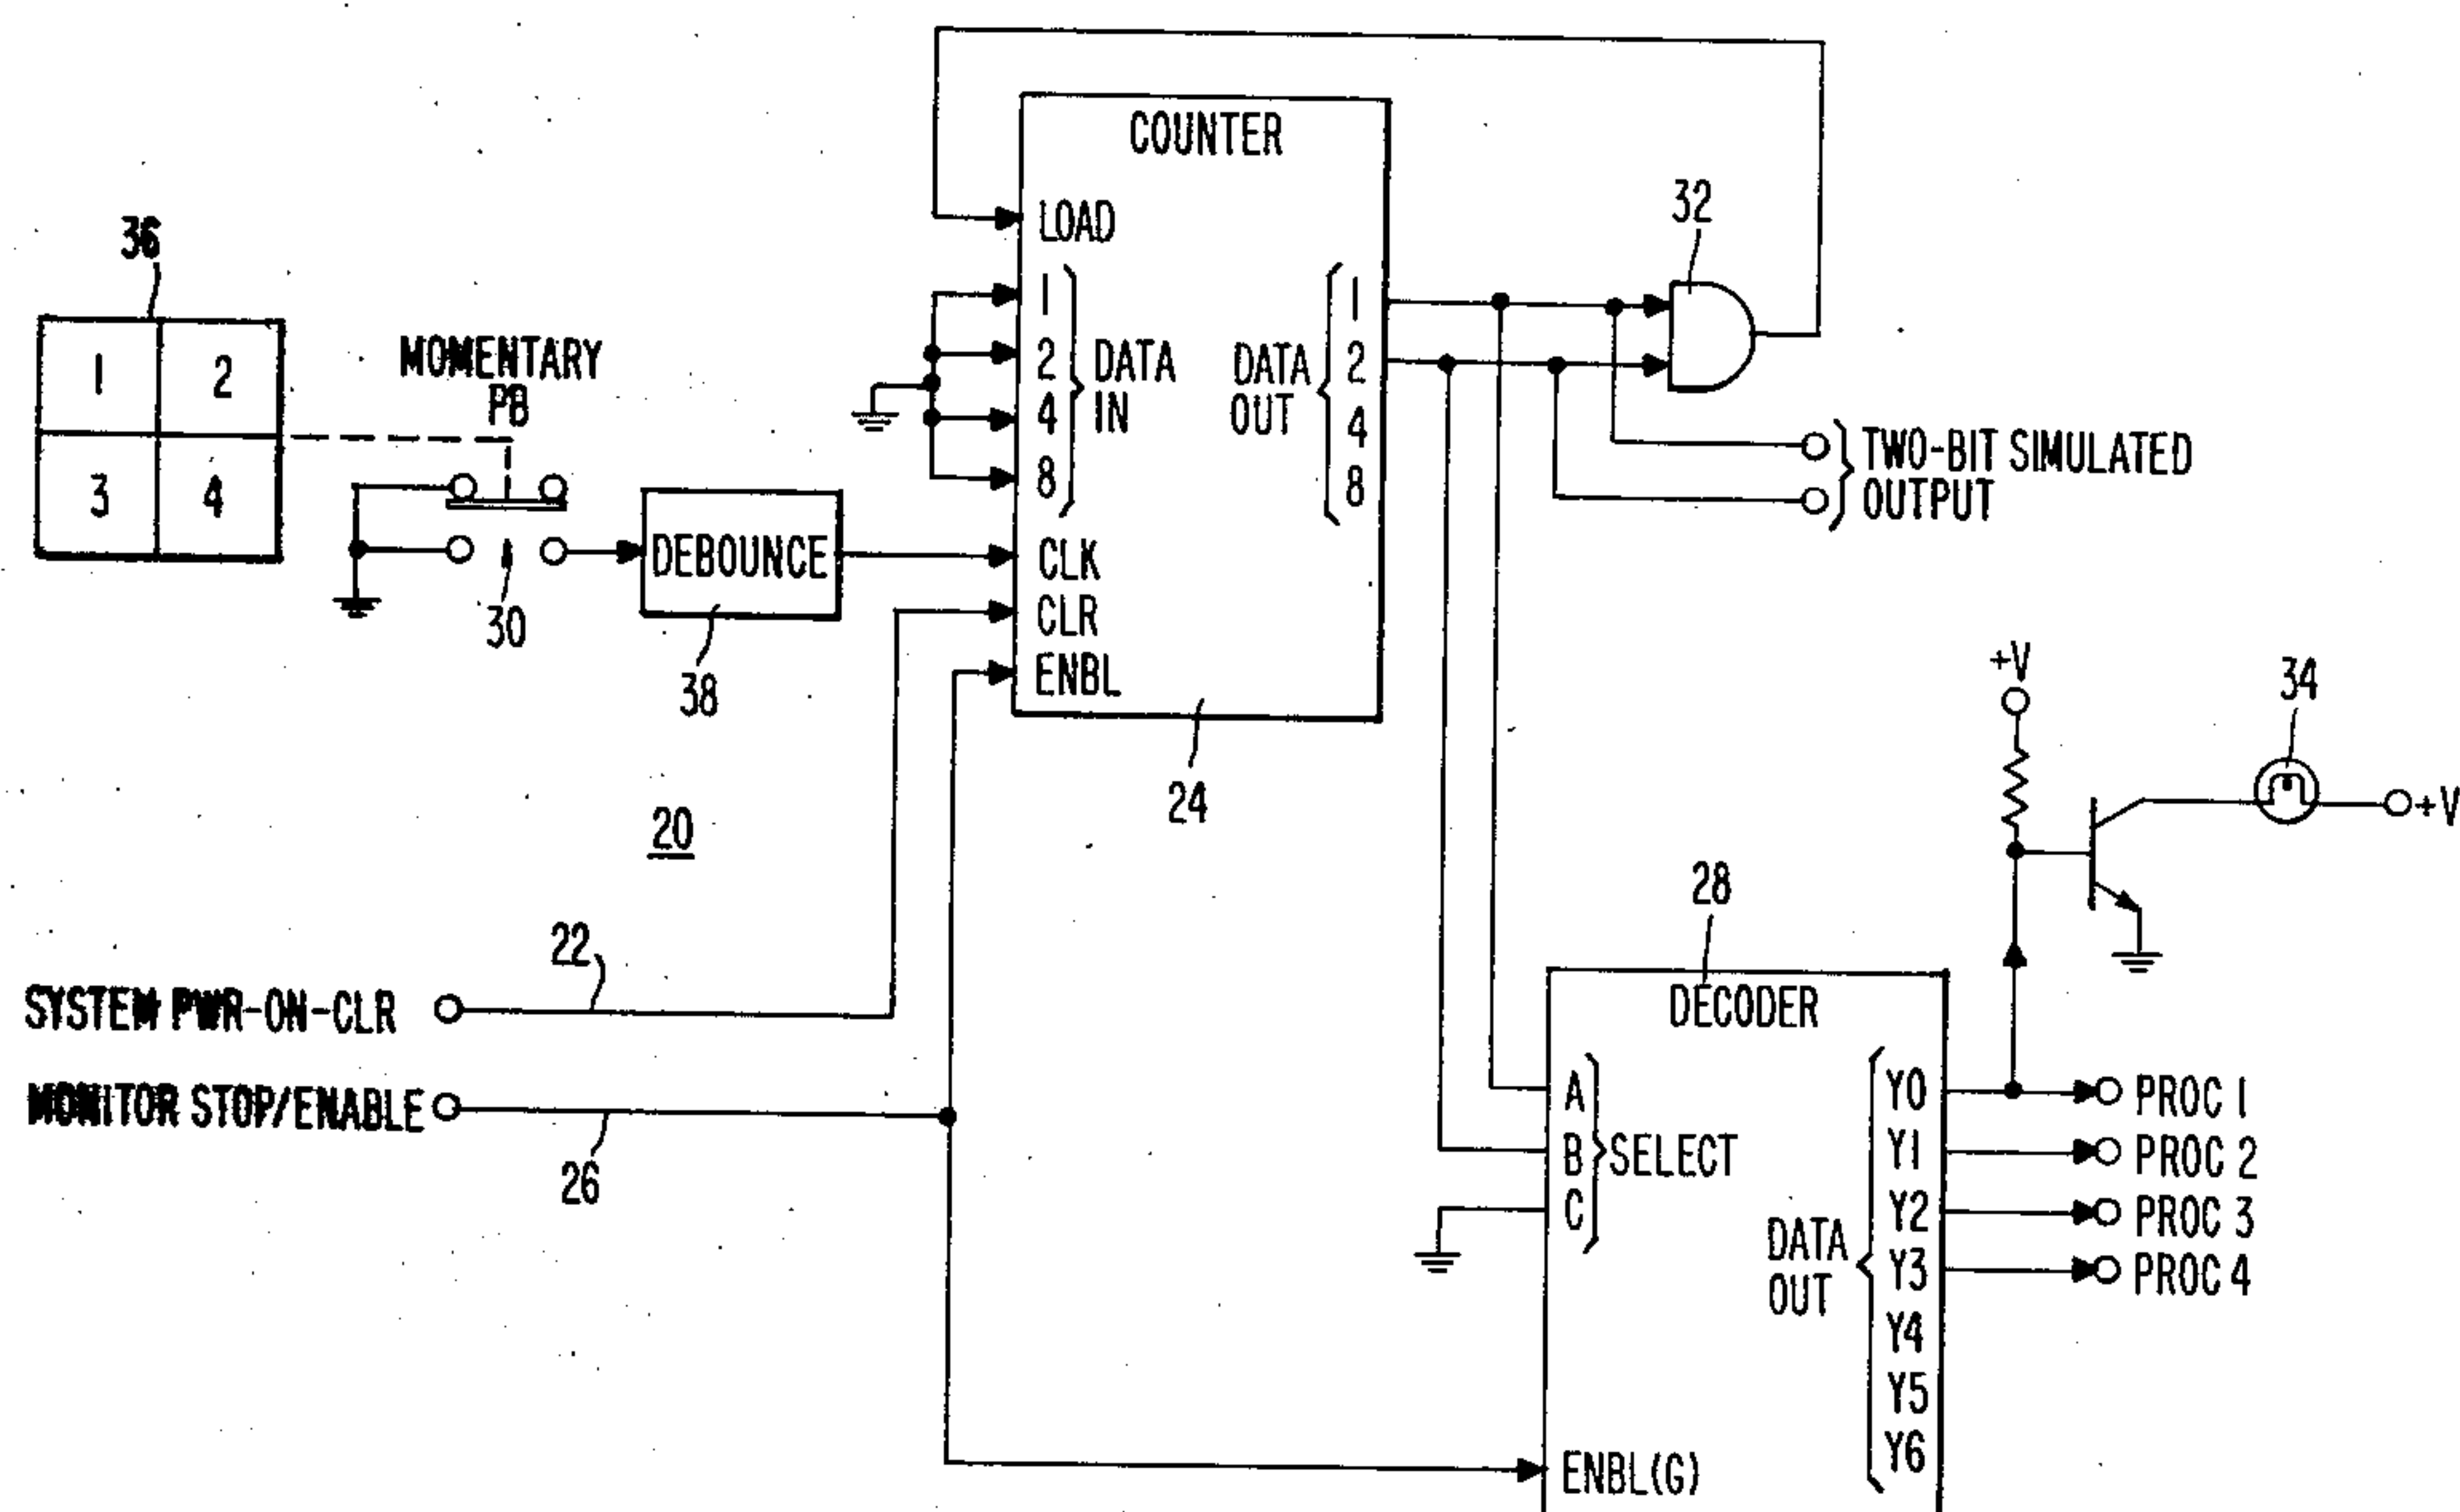 COUNTER
LOAD
1
2
4
8
DATA
IN
DATA
OUT
1
2
4
8
CLK
CLR
ENBL
24
32
TWO-BIT SIMULATED
OUTPUT
36
1 2
3 4
MOMENTARY
PB
30
DEBOUNCE
38
20
SYSTEM PWR-ON-CLR
22
MONITOR STOP/ENABLE
26
+V
34
+V
28
DECODER
A
B
C
SELECT
ENBL(G)
DATA
OUT
Y0
Y1
Y2
Y3
Y4
Y5
Y6
PROC 1
PROC 2
PROC 3
PROC 4